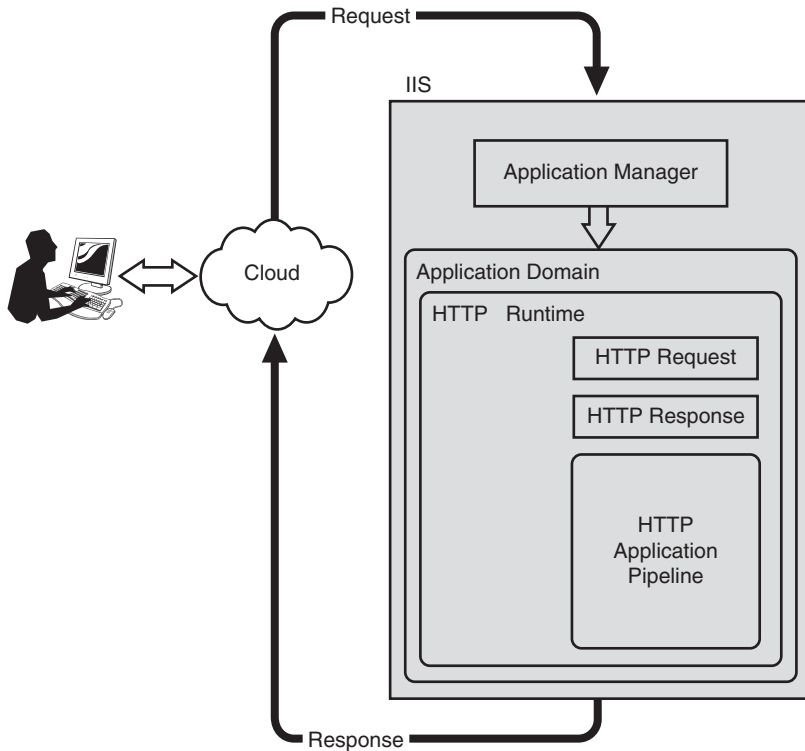 Request
IIS
Application Manager
Cloud
Application Domain
HTTP Runtime
HTTP Request
HTTP Response
HTTP
Application
Pipeline
Response